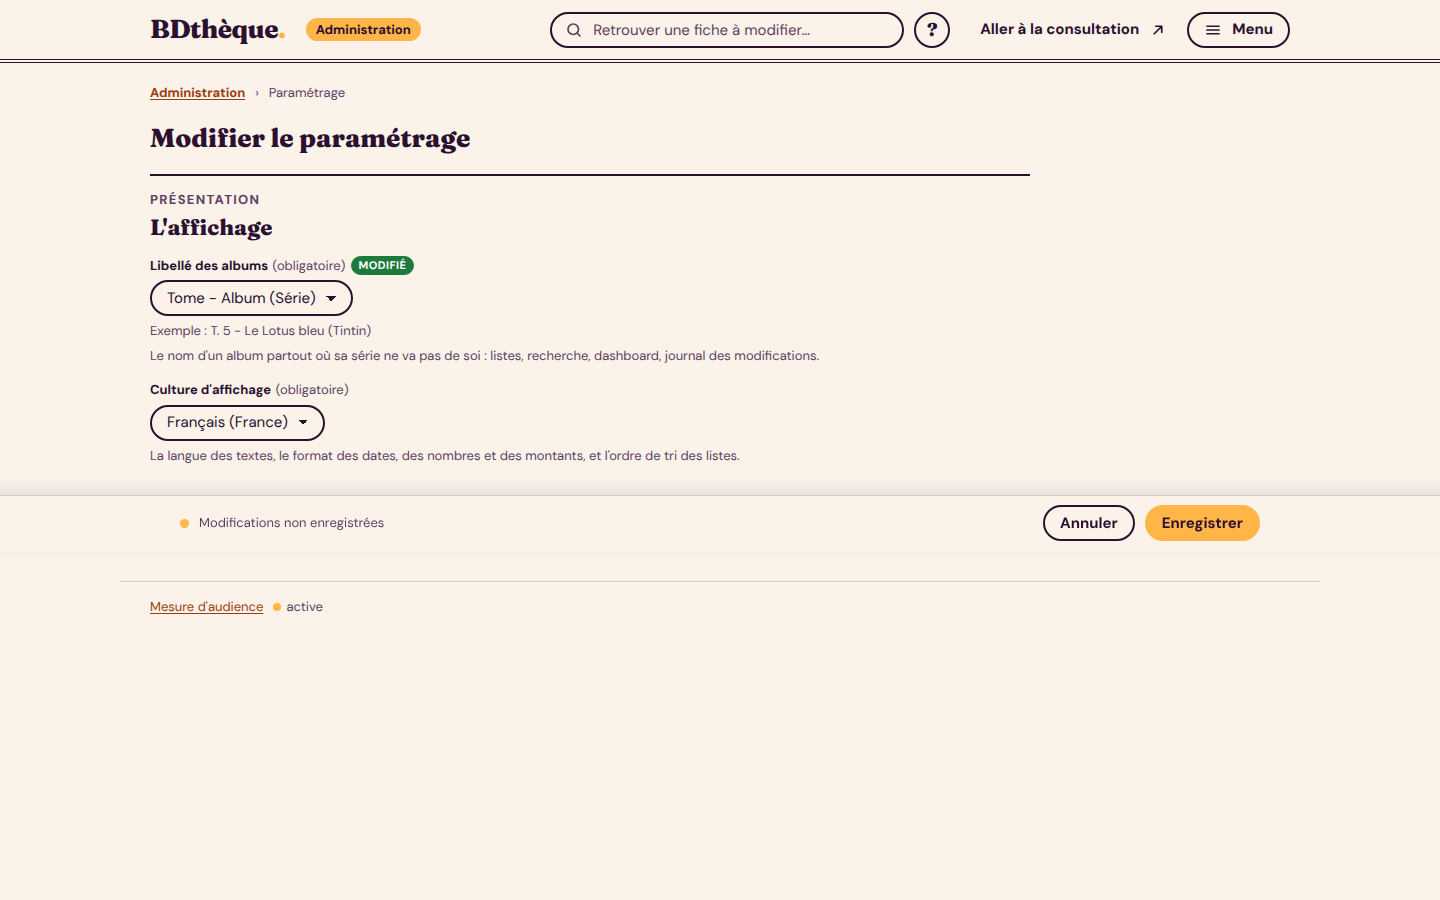 BDthèque. Administration Retrouver une fiche à modifier... ? Aller à la consultation Menu
Administration › Paramétrage
Modifier le paramétrage
PRÉSENTATION
L'affichage
Libellé des albums (obligatoire) MODIFIÉ
Tome - Album (Série)
Exemple : T. 5 - Le Lotus bleu (Tintin)
Le nom d'un album partout où sa série ne va pas de soi : listes, recherche, dashboard, journal des modifications.
Culture d'affichage (obligatoire)
Français (France)
La langue des textes, le format des dates, des nombres et des montants, et l'ordre de tri des listes.
Modifications non enregistrées Annuler Enregistrer
Mesure d'audience active